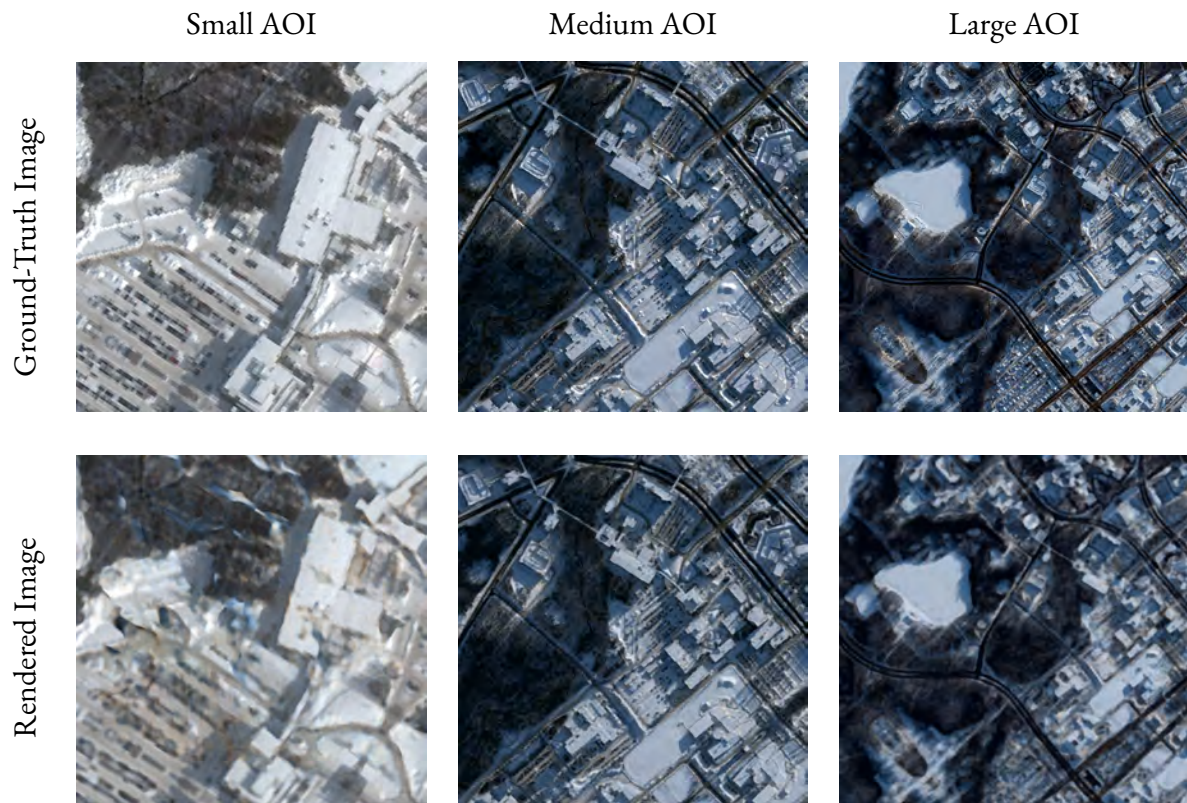 Small AOI
Medium AOI
Large AOI
Ground-Truth Image
Rendered Image